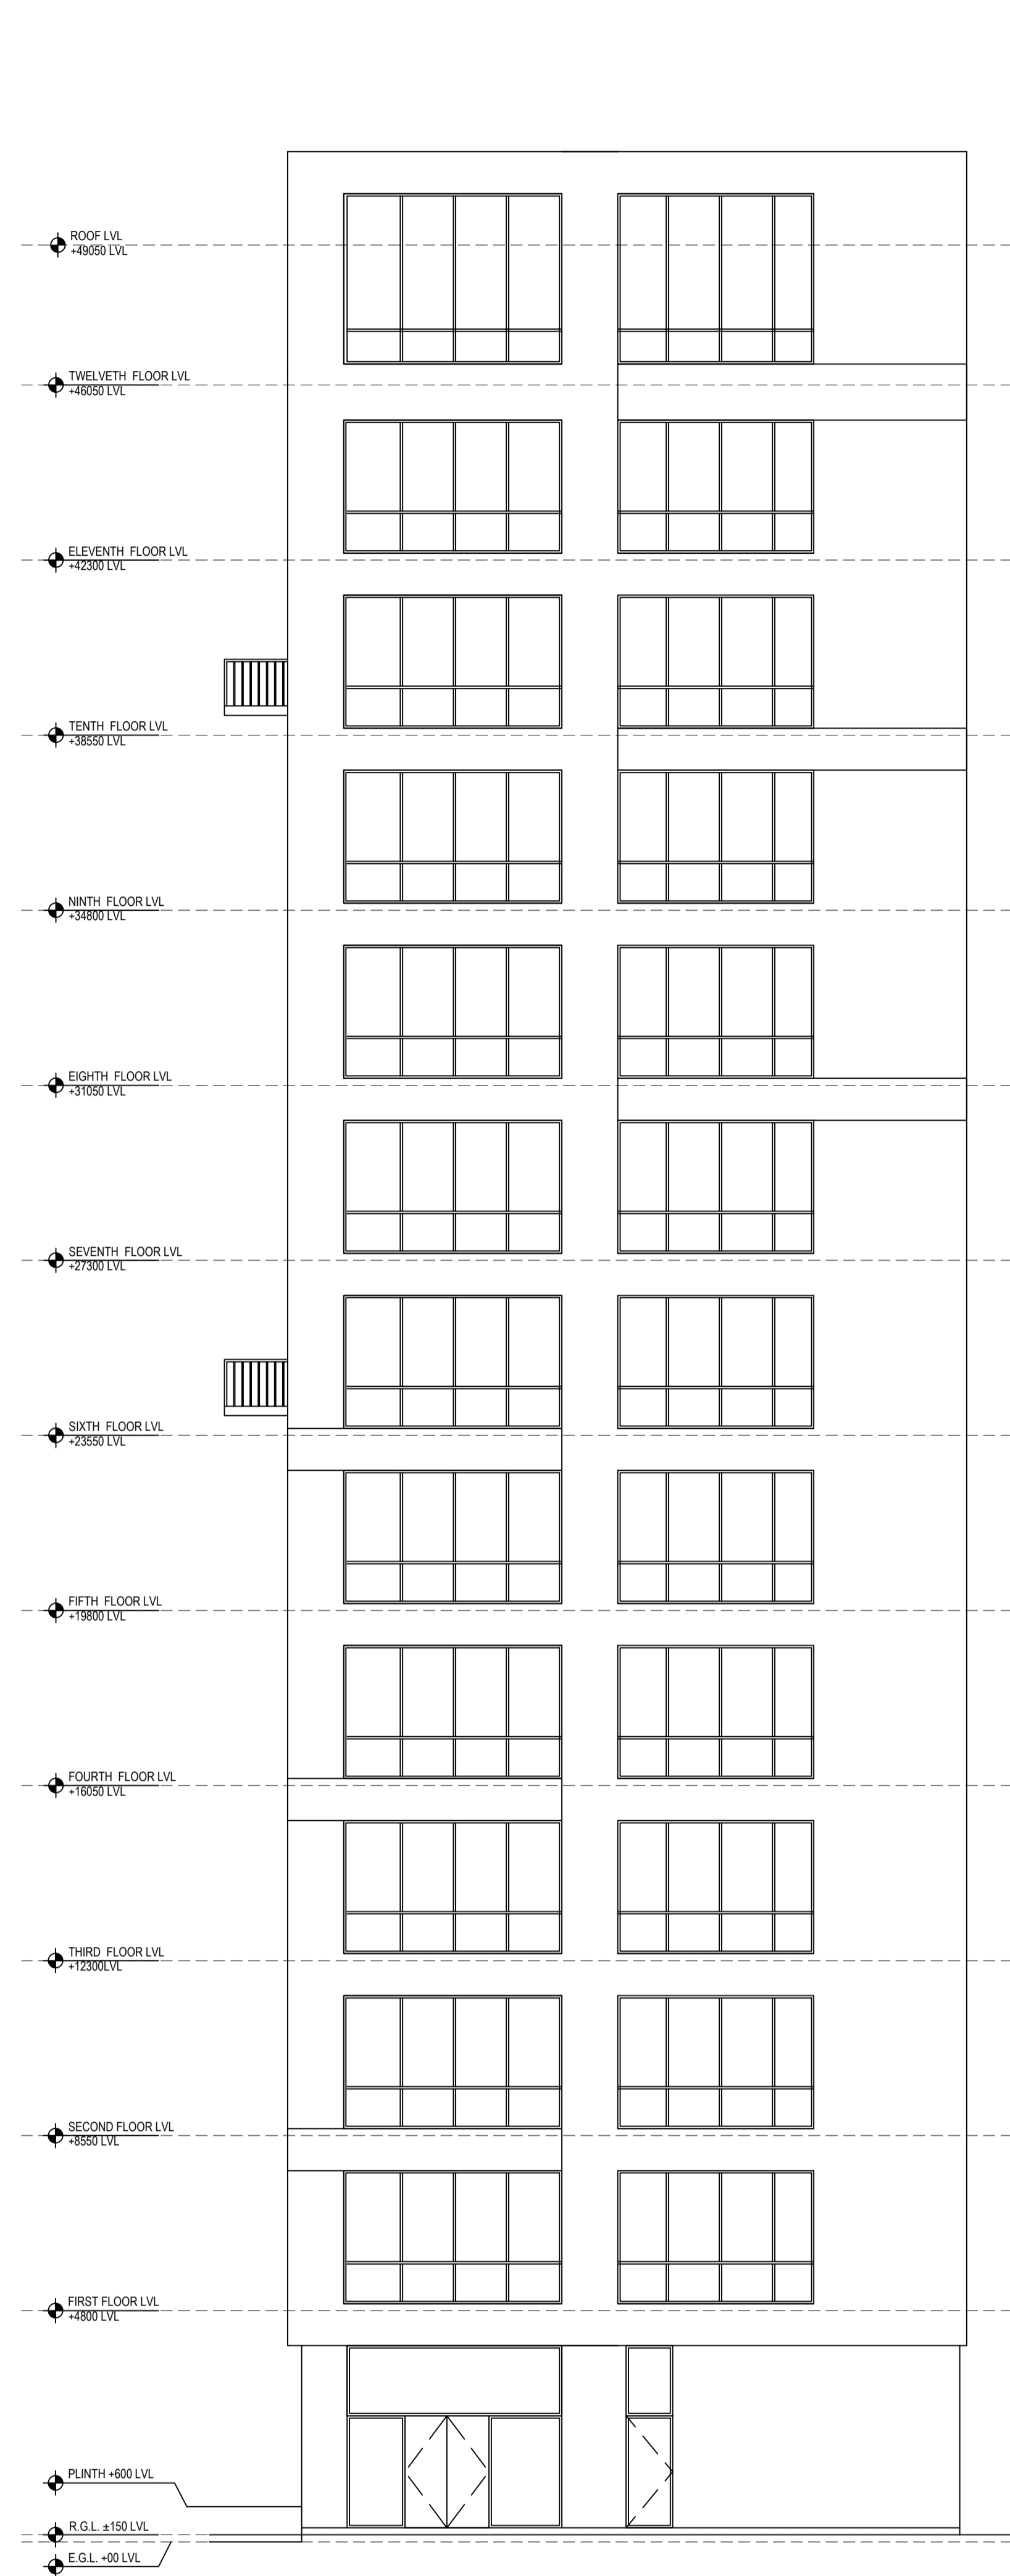 ROOF LVL
+49050 LVL
TWELVETH FLOOR LVL
+46050 LVL
ELEVENTH FLOOR LVL
+42300 LVL
TENTH FLOOR LVL
+38550 LVL
NINTH FLOOR LVL
+34800 LVL
EIGHTH FLOOR LVL
+31050 LVL
SEVENTH FLOOR LVL
+27300 LVL
SIXTH FLOOR LVL
+23550 LVL
FIFTH FLOOR LVL
+19800 LVL
FOURTH FLOOR LVL
+16050 LVL
THIRD FLOOR LVL
+12300LVL
SECOND FLOOR LVL
+8550 LVL
FIRST FLOOR LVL
+4800 LVL
PLINTH +600 LVL
R.G.L. ±150 LVL
E.G.L. +00 LVL